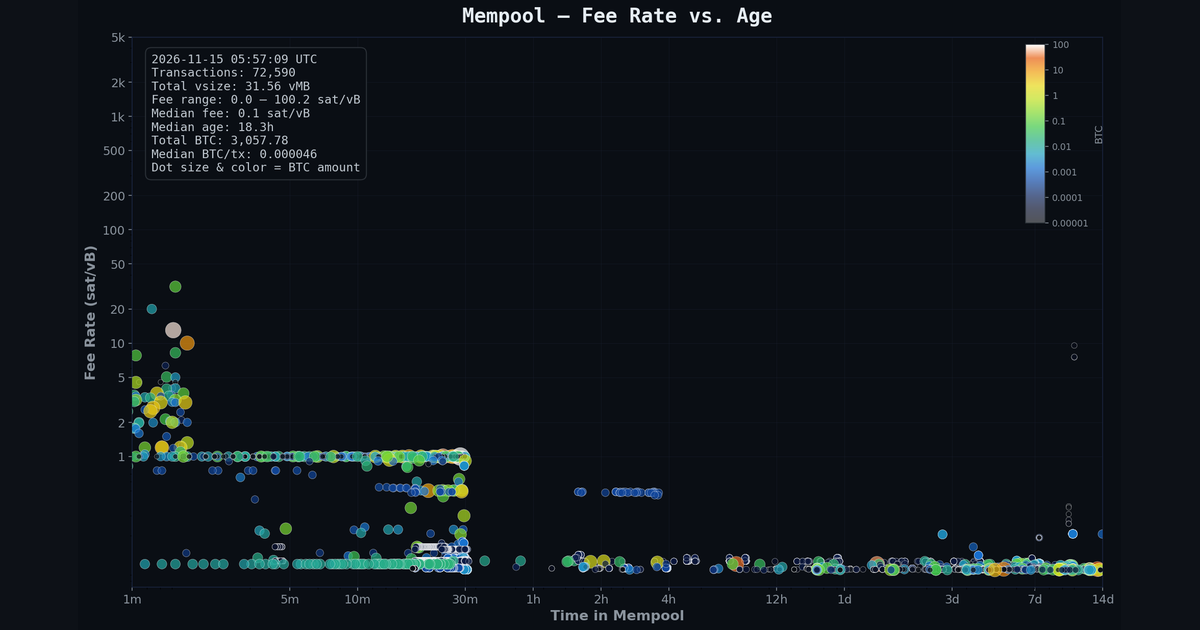 Mempool — Fee Rate vs. Age
5k
2k
1k
500
200
100
50
20
10
5
2
1
Fee Rate (sat/vB)
2026-11-15 05:57:09 UTC
Transactions: 72,590
Total vsize: 31.56 vMB
Fee range: 0.0 – 100.2 sat/vB
Median fee: 0.1 sat/vB
Median age: 18.3h
Total BTC: 3,057.78
Median BTC/tx: 0.000046
Dot size & color = BTC amount
100
10
1
0.1
0.01
0.001
0.0001
0.00001
BTC
1m
5m
10m
30m
1h
2h
4h
12h
1d
3d
7d
14d
Time in Mempool